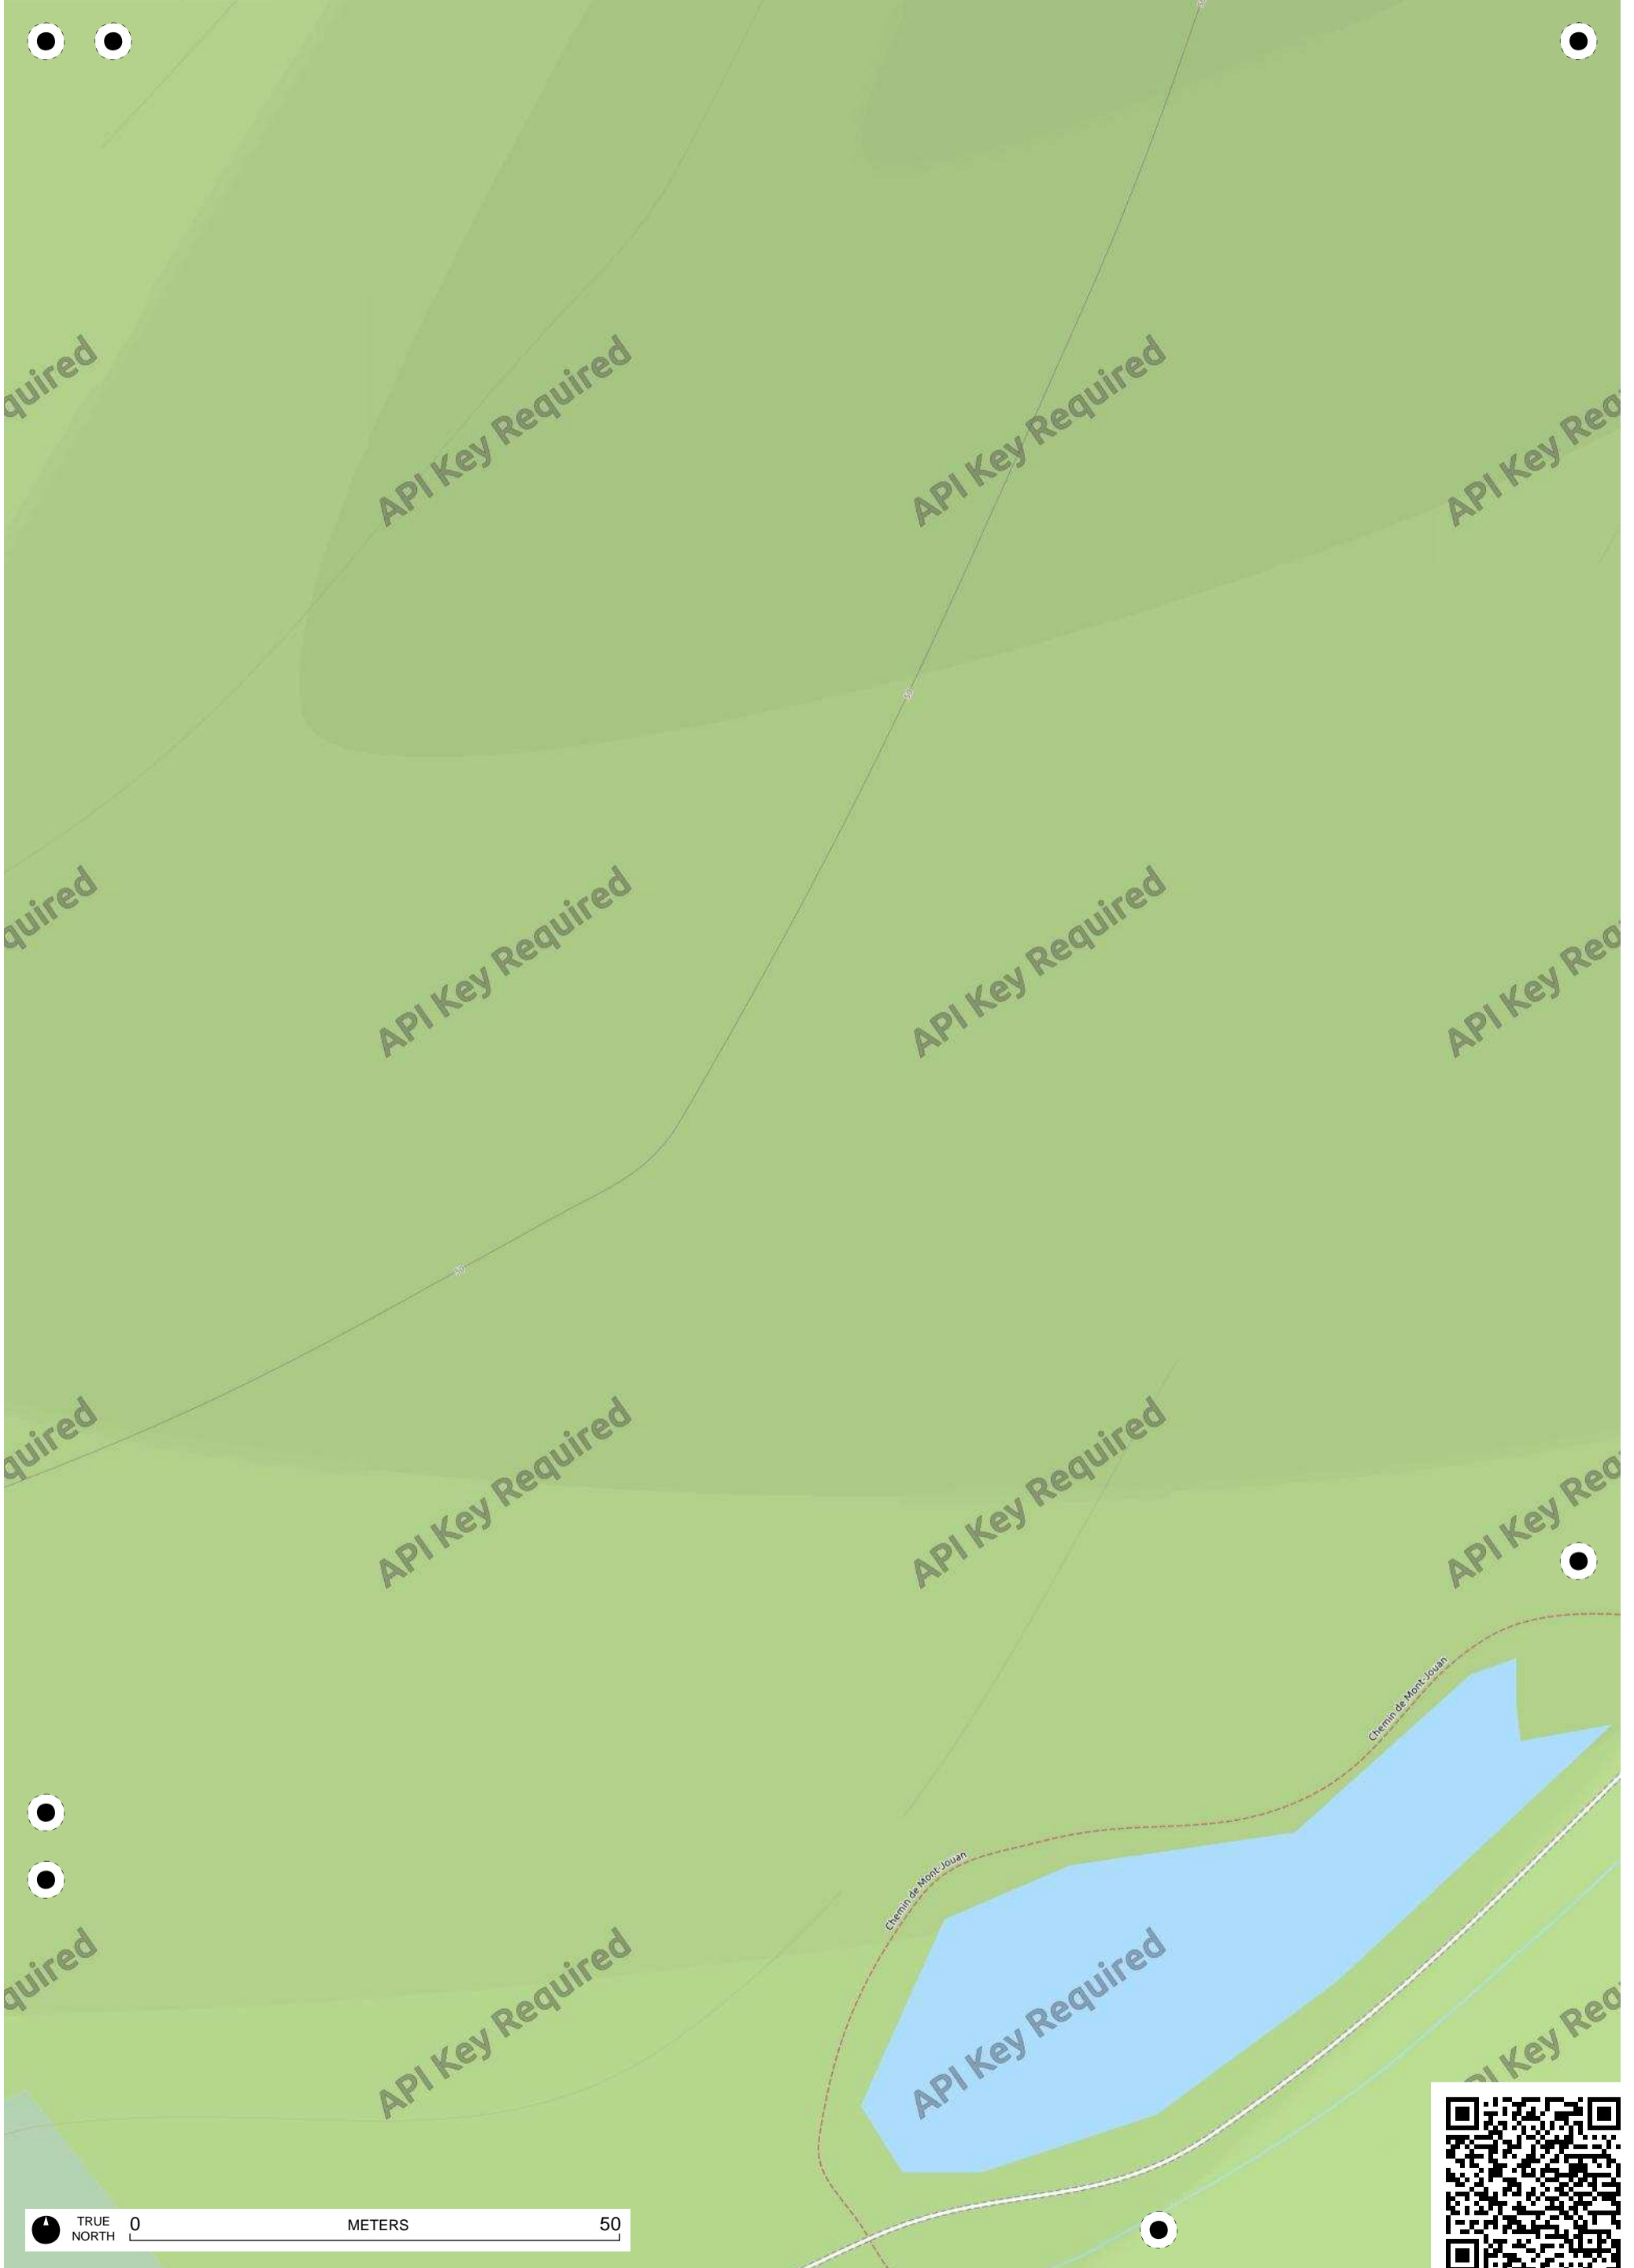 quired
API Key Required
API Key Required
API Key Req
quired
API Key Required
API Key Required
API Key Req
quired
API Key Required
API Key Required
API Key Req
Chemin de Mont-Jouan
Chemin de Mont-Jouan
quired
API Key Required
API Key Required
PI Key Req
TRUE
NORTH
0 METERS 50